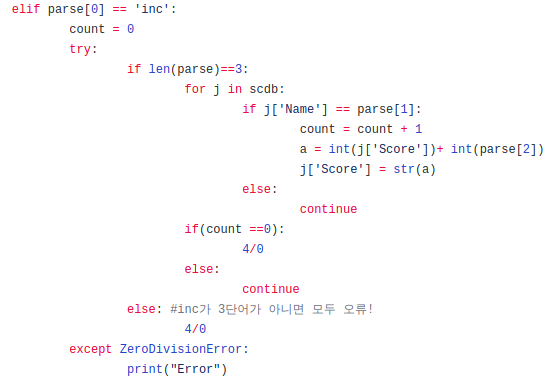 elif parse[0] == 'inc':
count = 0
try:
if len(parse)==3:
for j in scdb:
if j['Name'] == parse[1]:
count = count + 1
a = int(j['Score'])+ int(parse[2])
j['Score'] = str(a)
else:
continue
if(count ==0):
4/0
else:
continue
else: #inc가 3단어가 아니면 모두 오류!
4/0
except ZeroDivisionError:
print("Error")